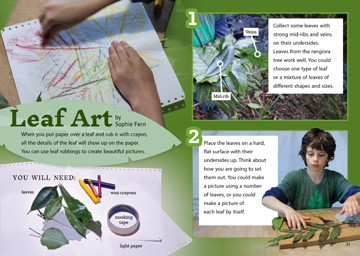 Leaf Art by
Sophie Fern
When you put paper over a leaf and rub it with crayon,
all the details of the leaf will show up on the paper.
You can use leaf rubbings to create beautiful pictures.
YOU WILL NEED:
leaves
wax crayons
masking
tape
light paper
1
Veins
Mid-rib
Collect some leaves with
strong mid-ribs and veins
on their undersides.
Leaves from the rangiora
tree work well. You could
choose one type of leaf
or a mixture of leaves of
different shapes and sizes.
2
Place the leaves on a hard,
flat surface with their
undersides up. Think about
how you are going to set
them out. You could make
a picture using a number
of leaves, or you could
make a picture of
each leaf by itself.